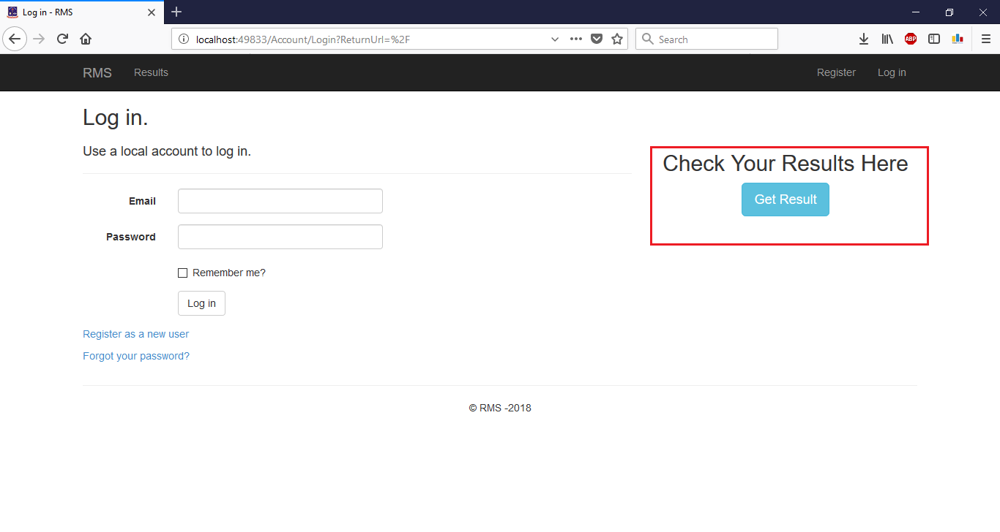 Log in - RMS
localhost:49833/Account/Login?ReturnUrl=%2F
Search
ABP
RMS
Results
Register
Log in
Log in.
Use a local account to log in.
Email
Password
Remember me?
Log in
Register as a new user
Forgot your password?
Check Your Results Here
Get Result
© RMS -2018